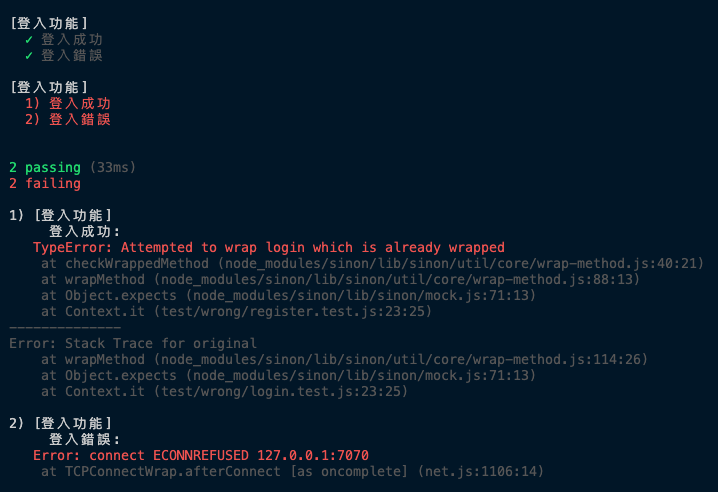 [登入功能]
✓ 登入成功
✓ 登入錯誤
[登入功能]
1) 登入成功
2) 登入錯誤
2 passing (33ms)
2 failing
1) [登入功能]
登入成功:
TypeError: Attempted to wrap login which is already wrapped
at checkWrappedMethod (node_modules/sinon/lib/sinon/util/core/wrap-method.js:40:21)
at wrapMethod (node_modules/sinon/lib/sinon/util/core/wrap-method.js:88:13)
at Object.expects (node_modules/sinon/lib/sinon/mock.js:71:13)
at Context.it (test/wrong/register.test.js:23:25)
--------------
Error: Stack Trace for original
at wrapMethod (node_modules/sinon/lib/sinon/util/core/wrap-method.js:114:26)
at Object.expects (node_modules/sinon/lib/sinon/mock.js:71:13)
at Context.it (test/wrong/login.test.js:23:25)
2) [登入功能]
登入錯誤:
Error: connect ECONNREFUSED 127.0.0.1:7070
at TCPConnectWrap.afterConnect [as oncomplete] (net.js:1106:14)